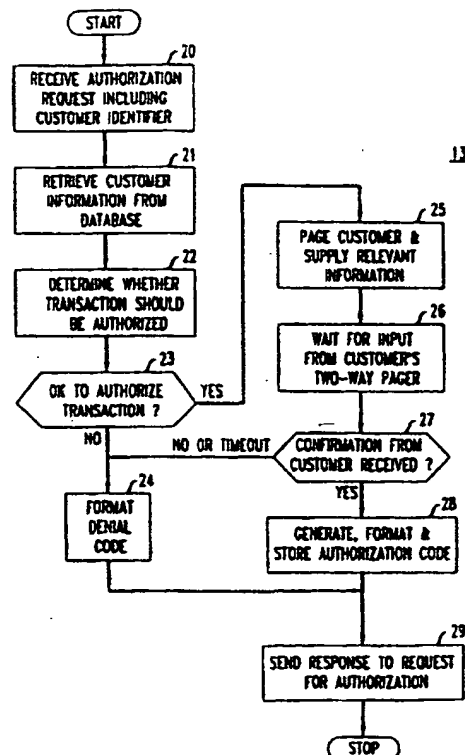 START
20
RECEIVE AUTHORIZATION
REQUEST INCLUDING
CUSTOMER IDENTIFIER
21
RETRIEVE CUSTOMER
INFORMATION FROM
DATABASE
22
DETERMINE WHETHER
TRANSACTION SHOULD
BE AUTHORIZED
23
OK TO AUTHORIZE
TRANSACTION ?
YES
NO
24
FORMAT
DENIAL
CODE
13
25
PAGE CUSTOMER &
SUPPLY RELEVANT
INFORMATION
26
WAIT FOR INPUT
FROM CUSTOMER'S
TWO-WAY PAGER
27
CONFIRMATION FROM
CUSTOMER RECEIVED ?
NO OR TIMEOUT
YES
28
GENERATE, FORMAT &
STORE AUTHORIZATION CODE
29
SEND RESPONSE TO REQUEST
FOR AUTHORIZATION
STOP